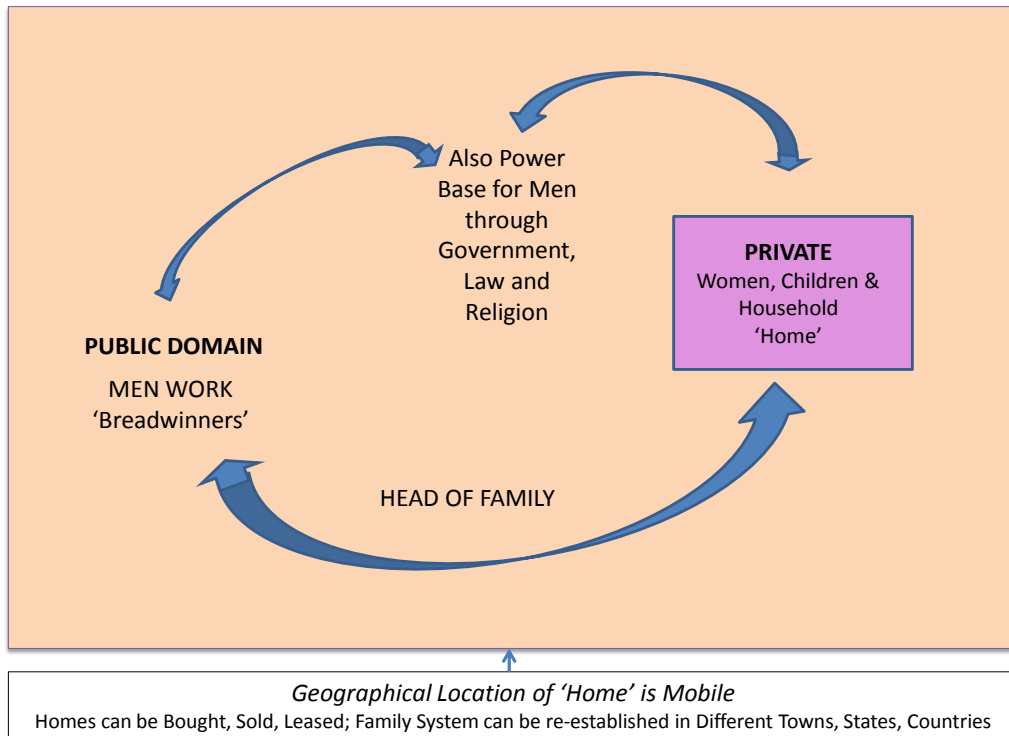 Also Power
Base for Men
through
Government,
Law and
Religion
PRIVATE
Women, Children &
Household
‘Home’
PUBLIC DOMAIN
MEN WORK
‘Breadwinners’
HEAD OF FAMILY
Geographical Location of ‘Home’ is Mobile
Homes can be Bought, Sold, Leased; Family System can be re-established in Different Towns, States, Countries